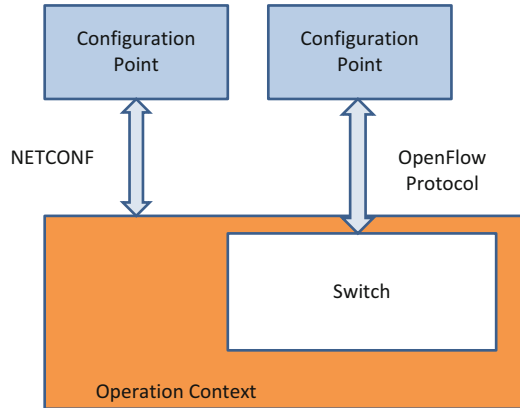 Configuration
Point
Configuration
Point
NETCONF
OpenFlow
Protocol
Switch
Operation Context